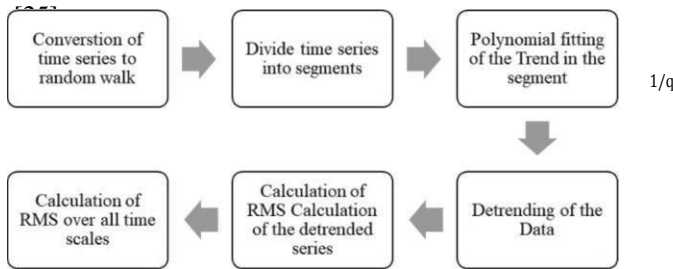 Converstion of
time series to
random walk
Divide time series
into segments
Polynomial fitting
of the Trend in the
segment
1/q
Detrending of the
Data
Calculation of
RMS Calculation
of the detrended
series
Calculation of
RMS over all time
scales